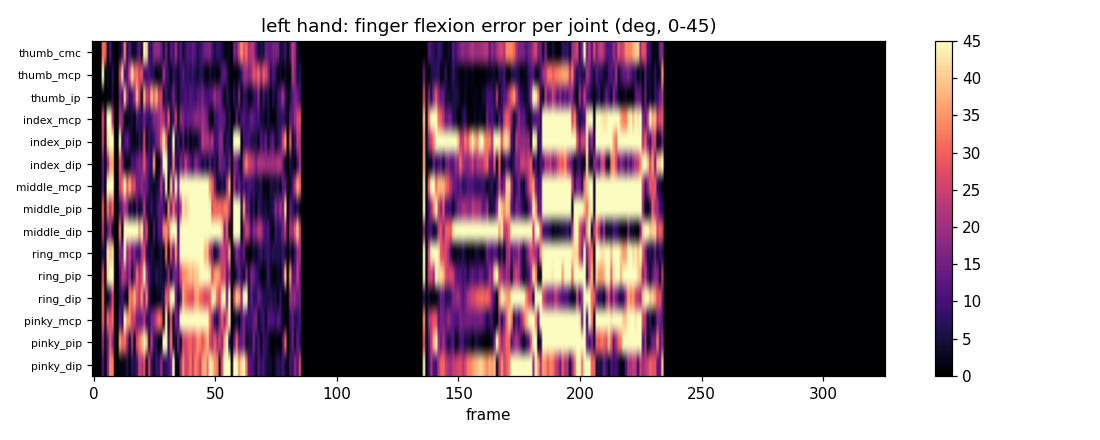 left hand: finger flexion error per joint (deg, 0-45)
thumb_cmc
thumb_mcp
thumb_ip
index_mcp
index_pip
index_dip
middle_mcp
middle_pip
middle_dip
ring_mcp
ring_pip
ring_dip
pinky_mcp
pinky_pip
pinky_dip
0 50 100 150 200 250 300
frame
45
40
35
30
25
20
15
10
5
0